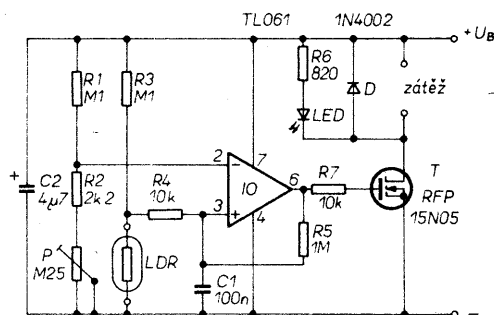 TL061
1N4002
+UB
R1
M1
R3
M1
R6
820
LED
D
zátěž
+
C2
4µ7
R2
2k2
R4
10k
2
3
7
IO
6
4
+
R7
10k
T
RFP
15N05
R5
1M
P
M25
LDR
C1
100n
−